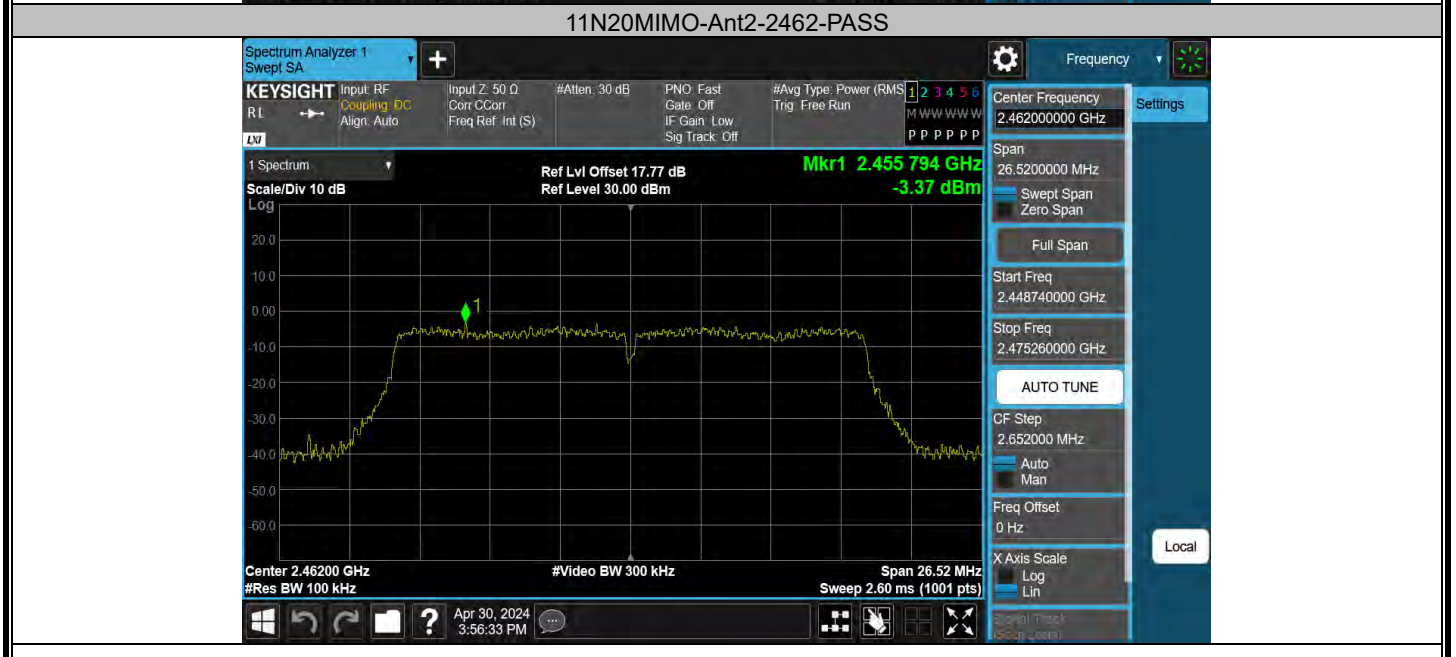 11N20MIMO-Ant2-2462-PASS
Spectrum Analyzer 1
Swept SA
Frequency
KEYSIGHT
RL
LXI
Input: RF
Coupling: DC
Align: Auto
Input Z: 50 Ω
Corr CCorr
Freq Ref: Int (S)
#Atten: 30 dB
PNO: Fast
Gate: Off
IF Gain: Low
Sig Track: Off
#Avg Type: Power (RMS
Trig: Free Run
1 2 3 4 5 6
M W W W W W
P P P P P P
1 Spectrum
Scale/Div 10 dB
Log
Ref Lvl Offset 17.77 dB
Ref Level 30.00 dBm
Mkr1 2.455 794 GHz
-3.37 dBm
20.0
10.0
0.00
-10.0
-20.0
-30.0
-40.0
-50.0
-60.0
1
Center 2.46200 GHz
#Res BW 100 kHz
#Video BW 300 kHz
Span 26.52 MHz
Sweep 2.60 ms (1001 pts)
Apr 30, 2024
3:56:33 PM
Center Frequency
2.462000000 GHz
Span
26.5200000 MHz
Swept Span
Zero Span
Full Span
Start Freq
2.448740000 GHz
Stop Freq
2.475260000 GHz
AUTO TUNE
CF Step
2.652000 MHz
Auto
Man
Freq Offset
0 Hz
X Axis Scale
Log
Lin
Signal Track
(Span Zoom)
Settings
Local